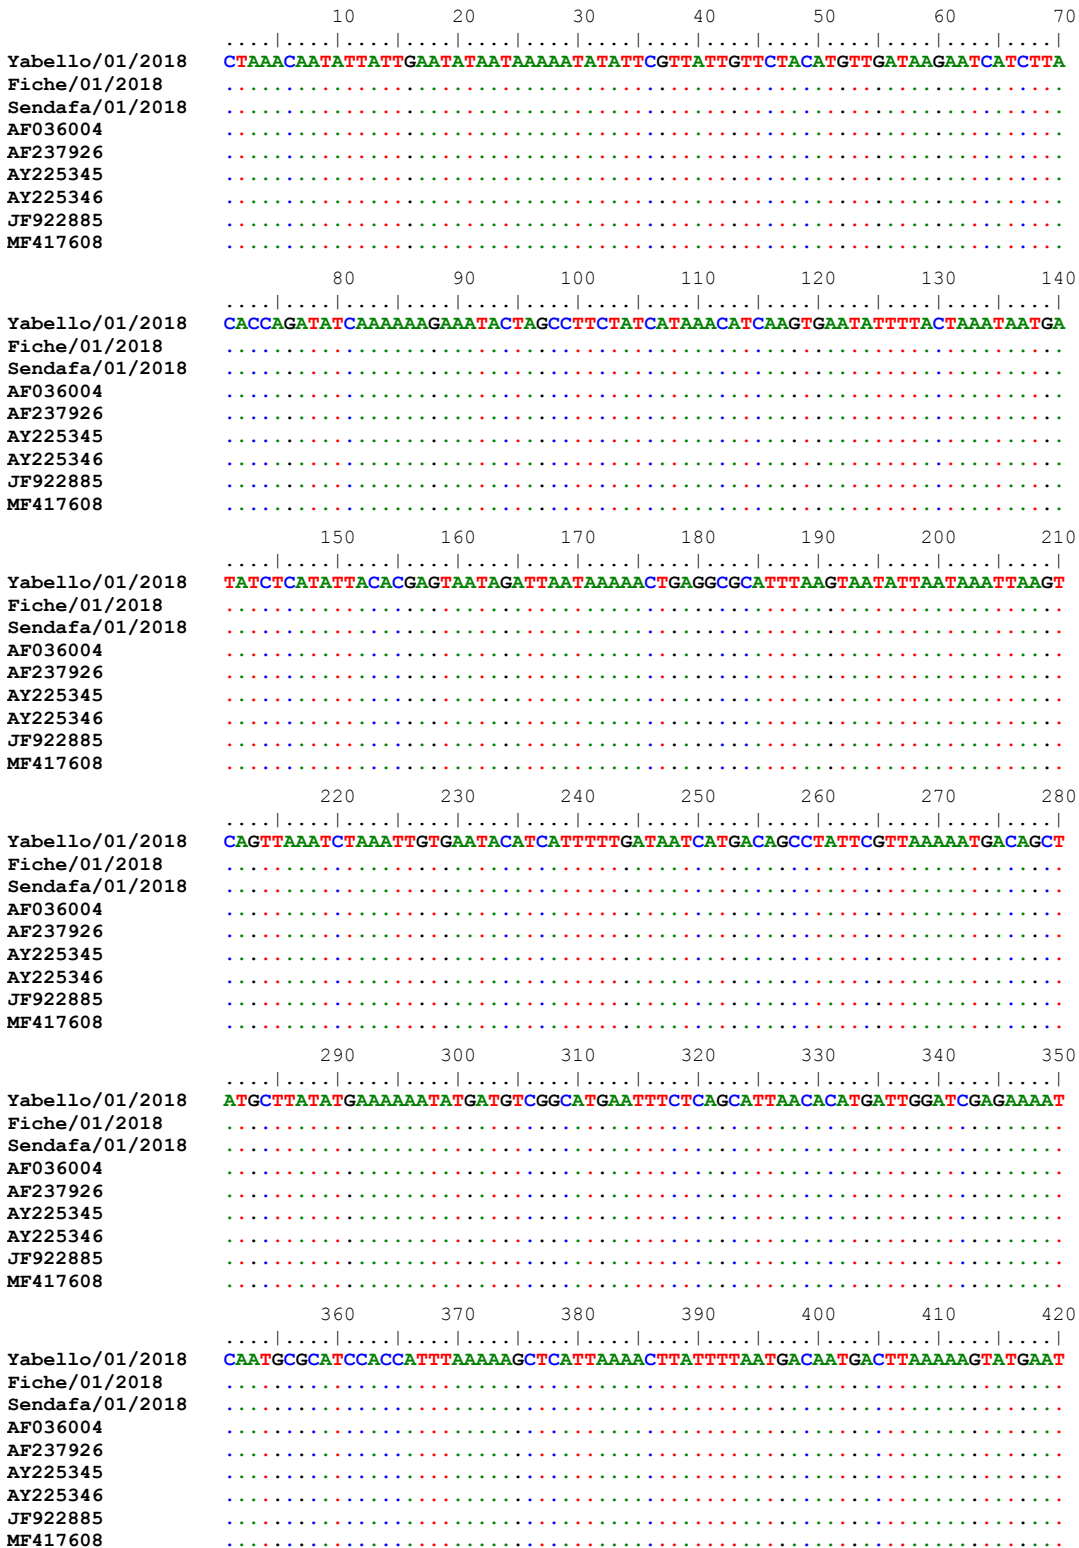 10 20 30 40 50 60 70
Yabello/01/2018 CTAAACAATATTATTGAATATAATAAAAATATATTCGTTATTGTTCTACATGTTGATAAGAATCATCTTA
Fiche/01/2018
Sendafa/01/2018
AF036004
AF237926
AY225345
AY225346
JF922885
MF417608
80 90 100 110 120 130 140
Yabello/01/2018 CACCAGATATCAAAAAAGAAATACTAGCCTTCTATCATAAACATCAAGTGAATATTTTACTAAATAATGA
Fiche/01/2018
Sendafa/01/2018
AF036004
AF237926
AY225345
AY225346
JF922885
MF417608
150 160 170 180 190 200 210
Yabello/01/2018 TATCTCATATTACACGAGTAATAGATTAATAAAAACTGAGGCGCATTTAAGTAATATTAATAAATTAAGT
Fiche/01/2018
Sendafa/01/2018
AF036004
AF237926
AY225345
AY225346
JF922885
MF417608
220 230 240 250 260 270 280
Yabello/01/2018 CAGTTAAATCTAAATTGTGAATACATCATTTTTGATAATCATGACAGCCTATTCGTTAAAAATGACAGCT
Fiche/01/2018
Sendafa/01/2018
AF036004
AF237926
AY225345
AY225346
JF922885
MF417608
290 300 310 320 330 340 350
Yabello/01/2018 ATGCTTATATGAAAAAATATGATGTCGGCATGAATTTCTCAGCATTAACACATGATTGGATCGAGAAAAT
Fiche/01/2018
Sendafa/01/2018
AF036004
AF237926
AY225345
AY225346
JF922885
MF417608
360 370 380 390 400 410 420
Yabello/01/2018 CAATGCGCATCCACCATTTAAAAAGCTCATTAAAACTTATTTTAATGACAATGACTTAAAAAGTATGAAT
Fiche/01/2018
Sendafa/01/2018
AF036004
AF237926
AY225345
AY225346
JF922885
MF417608